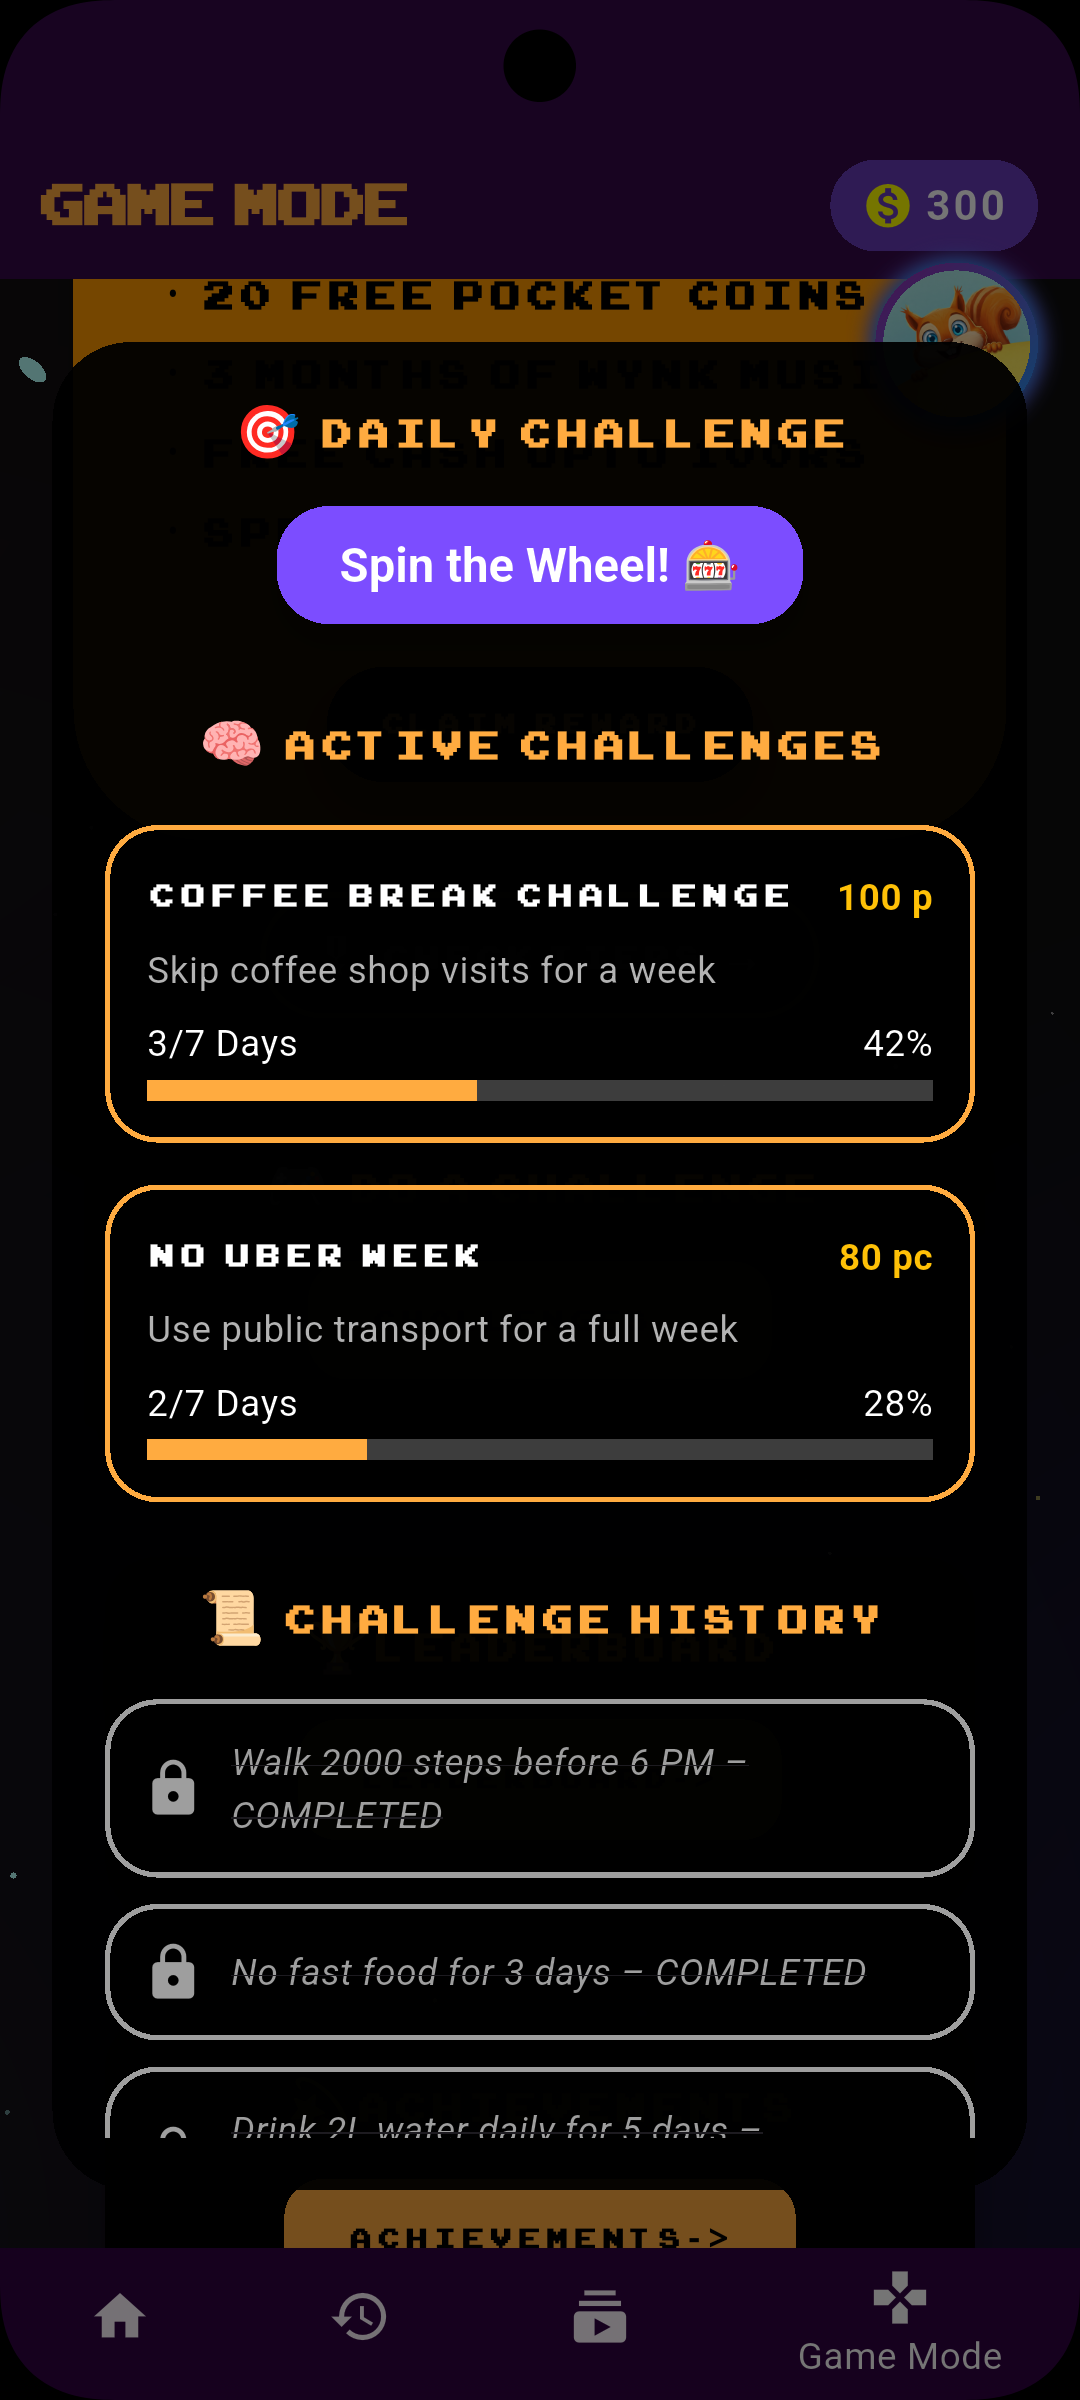 GAME MODE
300
· 20 FREE POCKET COINS
· 3 MONTHS OF WYNK MUSI
DAILY CHALLENGE
· FREE CASH UPTO 100RS
· SP
Spin the Wheel!
CLAIM REWARD
ACTIVE CHALLENGES
COFFEE BREAK CHALLENGE 100 p
Skip coffee shop visits for a week
3/7 Days 42%
NO UBER WEEK 80 pc
Use public transport for a full week
2/7 Days 28%
CHALLENGE HISTORY
LEADERBOARD
Walk 2000 steps before 6 PM –
COMPLETED
No fast food for 3 days – COMPLETED
ACHIEVEMENTS
Drink 2L water daily for 5 days –
ACHIEVEMENTS->
Game Mode